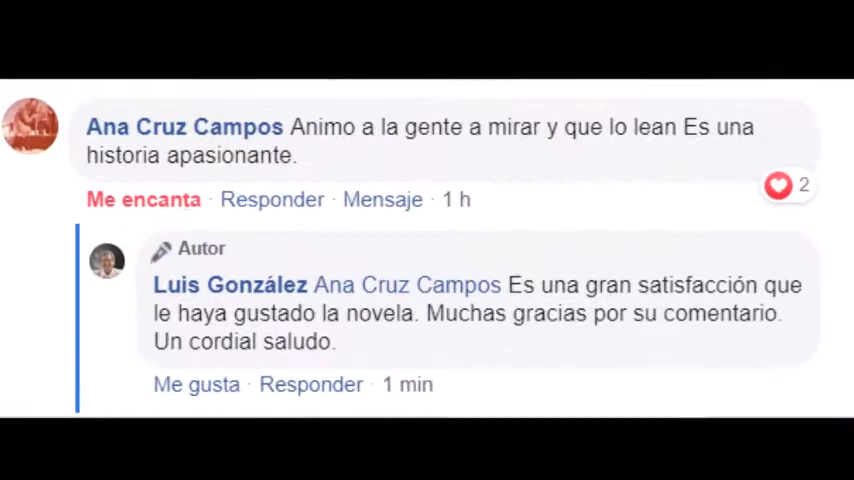 Ana Cruz Campos Animo a la gente a mirar y que lo lean Es una
historia apasionante.
2
Me encanta · Responder · Mensaje · 1 h
Autor
Luis González Ana Cruz Campos Es una gran satisfacción que
le haya gustado la novela. Muchas gracias por su comentario.
Un cordial saludo.
Me gusta · Responder · 1 min